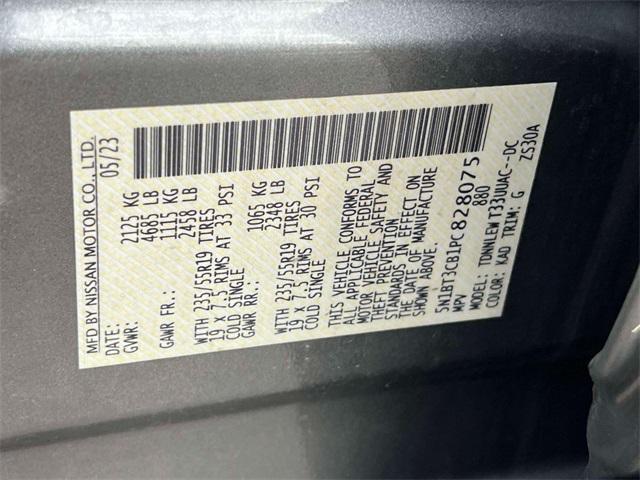 MFD BY NISSAN MOTOR CO., LTD.
DATE: 05/23
GVWR: 2125 KG
4685 LB
GAWR FR.: 1115 KG
2458 LB
WITH 235/55R19 TIRES
19 X 7.5 RIMS AT 33 PSI
COLD SINGLE
GAWR RR.: 1065 KG
2348 LB
WITH 235/55R19 TIRES
19 X 7.5 RIMS AT 30 PSI
COLD SINGLE
THIS VEHICLE CONFORMS TO
ALL APPLICABLE FEDERAL
MOTOR VEHICLE SAFETY AND
THEFT PREVENTION
STANDARDS IN EFFECT ON
THE DATE OF MANUFACTURE
SHOWN ABOVE.
5N1BT3CB1PC828075
MPV 880
MODEL: TDNNLEW T33UUAC--DC
COLOR: KAD TRIM: G ZS30A